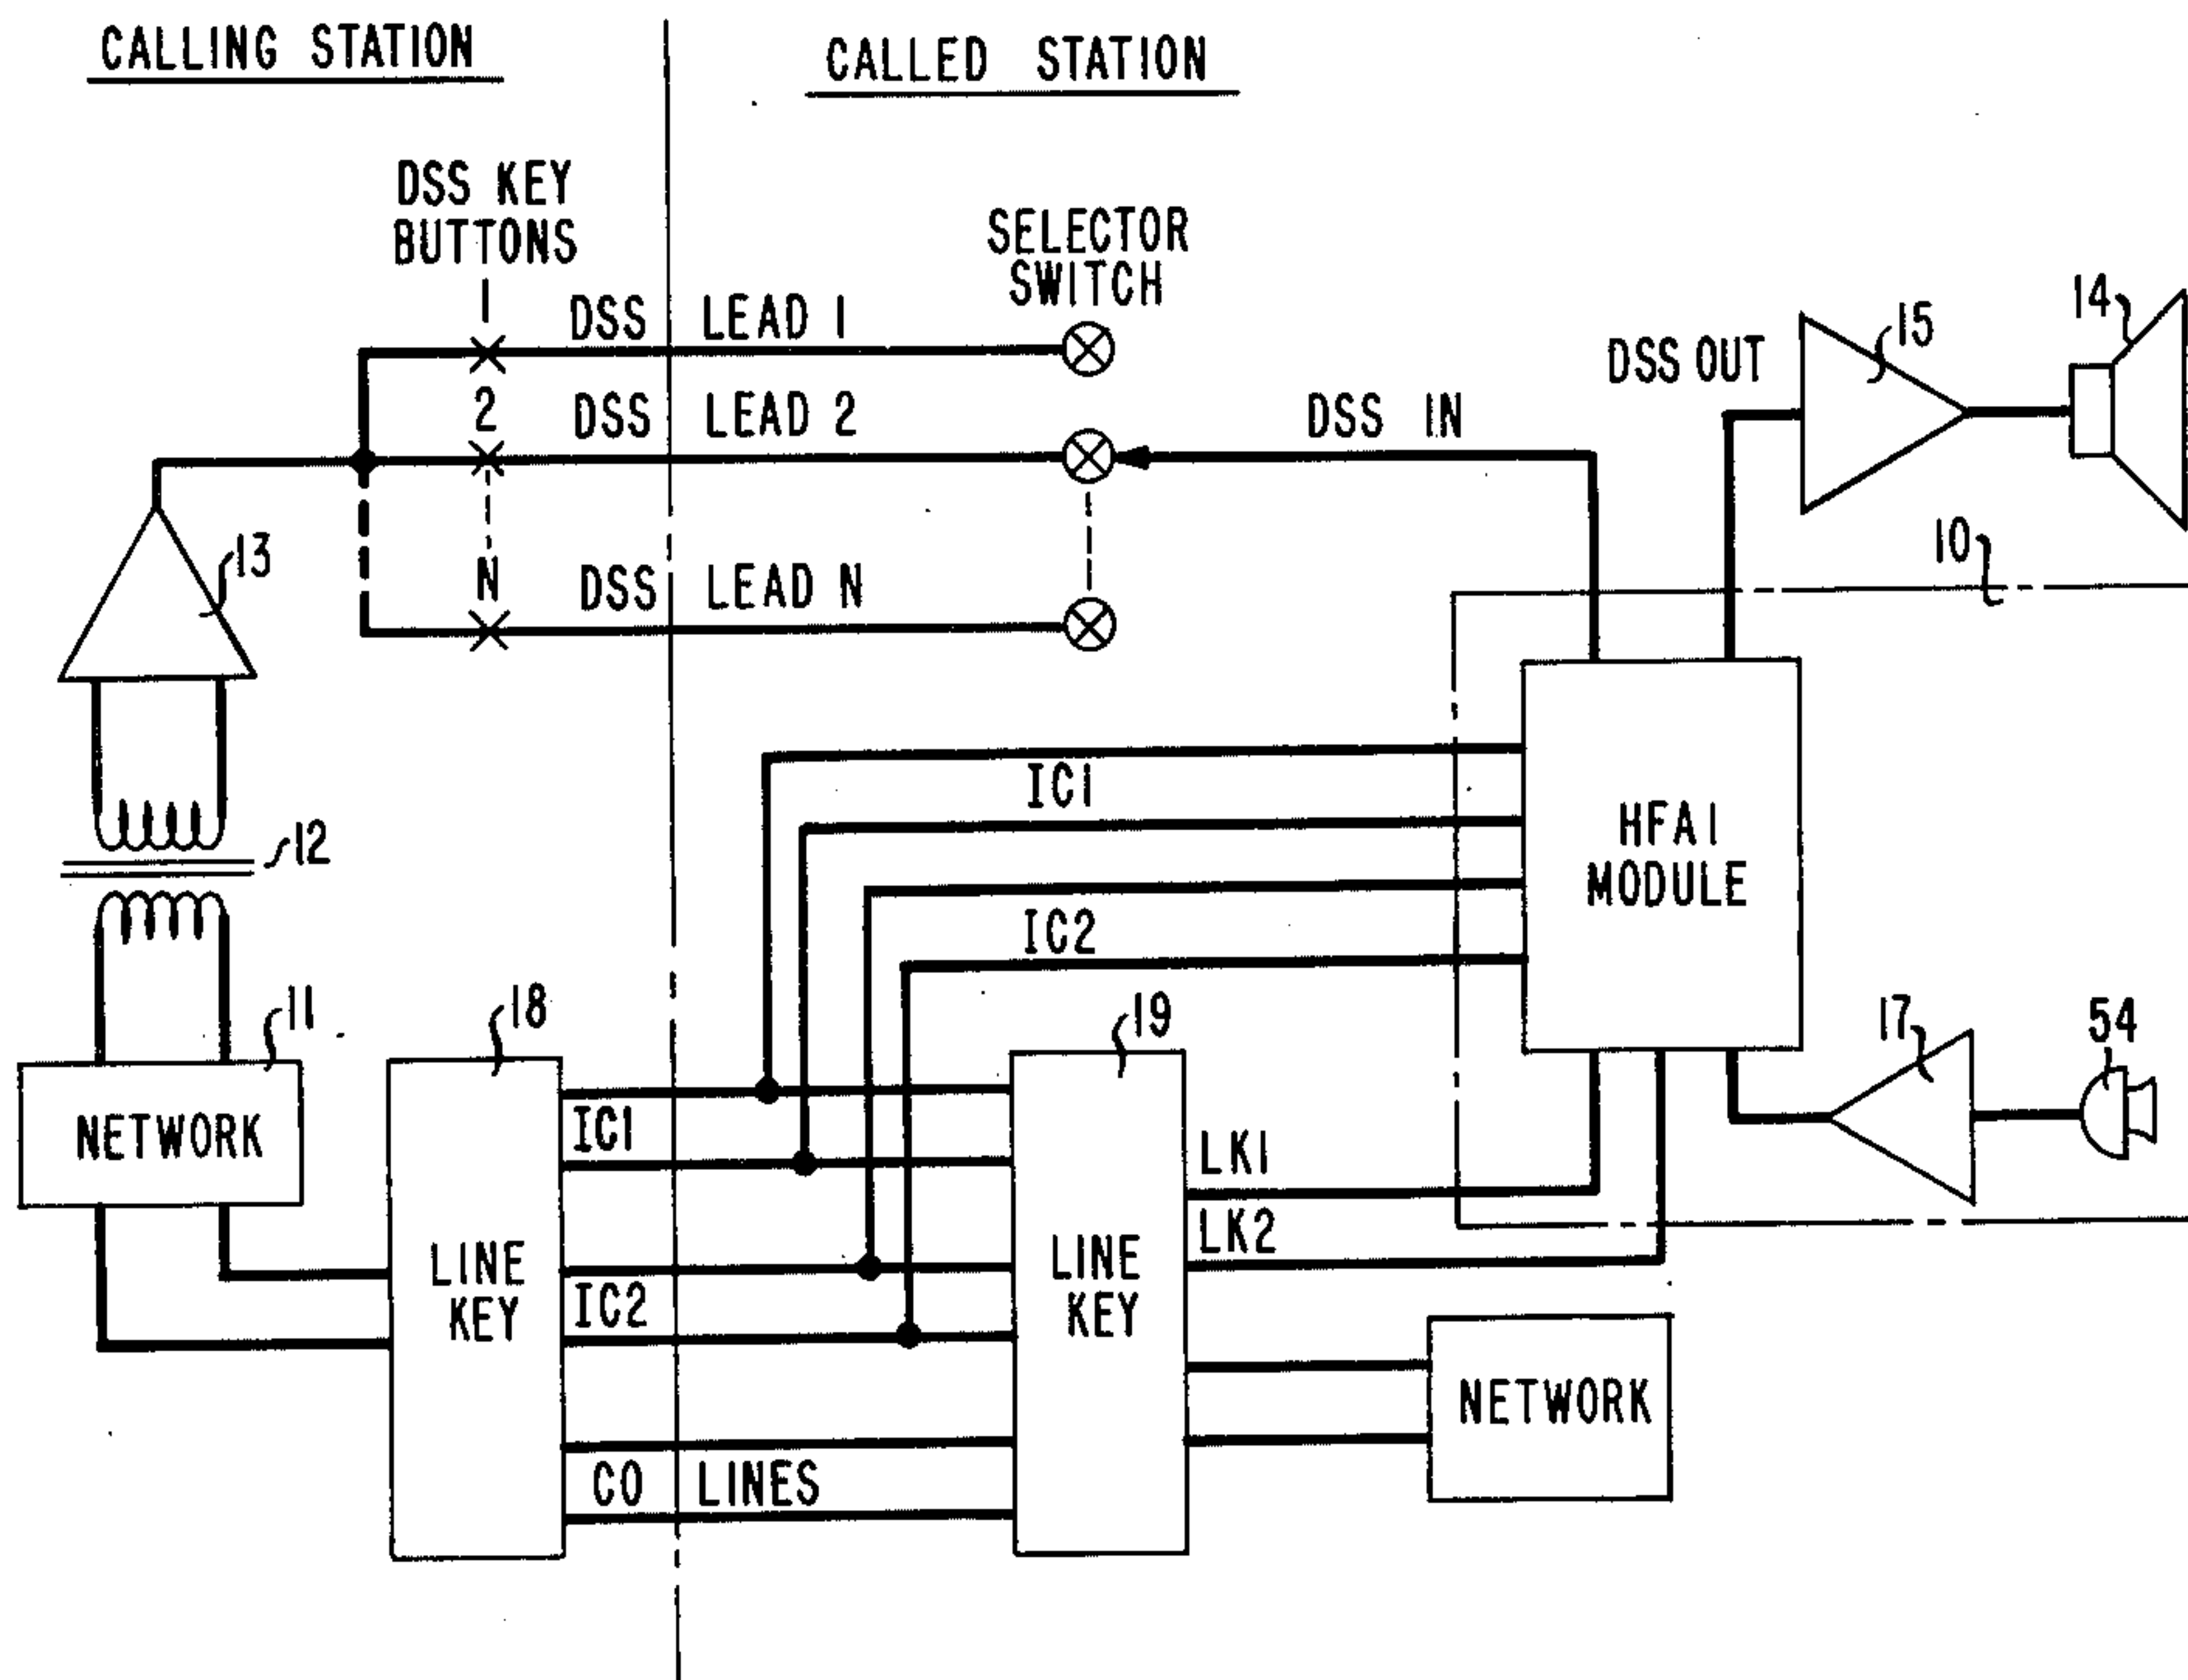 CALLING STATION
CALLED STATION
DSS KEY
BUTTONS
SELECTOR
SWITCH
1
DSS LEAD 1
2
DSS LEAD 2
N
DSS LEAD N
DSS IN
DSS OUT
15
14
10
13
12
11
18
19
IC1
IC2
HFAI
MODULE
17
54
NETWORK
LINE
KEY
IC1
IC2
CO LINES
LINE
KEY
LK1
LK2
NETWORK